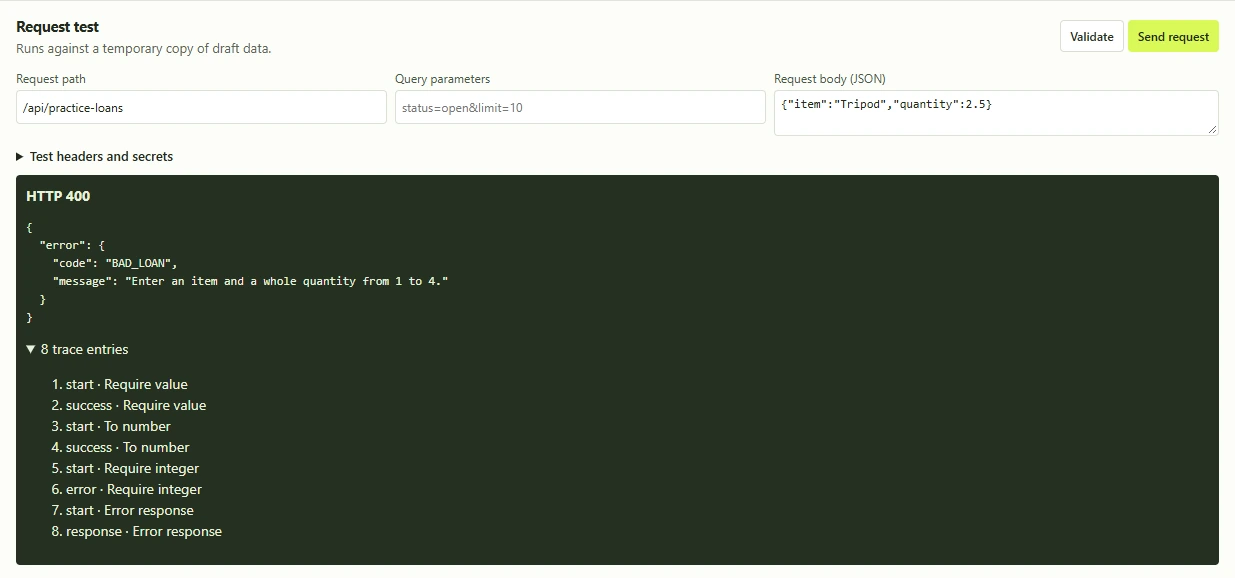 Request test
Runs against a temporary copy of draft data.
Validate
Send request
Request path
Query parameters
Request body (JSON)
/api/practice-loans
status=open&limit=10
{"item":"Tripod","quantity":2.5}
Test headers and secrets
HTTP 400
{
  "error": {
    "code": "BAD_LOAN",
    "message": "Enter an item and a whole quantity from 1 to 4."
  }
}
8 trace entries
1. start · Require value
2. success · Require value
3. start · To number
4. success · To number
5. start · Require integer
6. error · Require integer
7. start · Error response
8. response · Error response